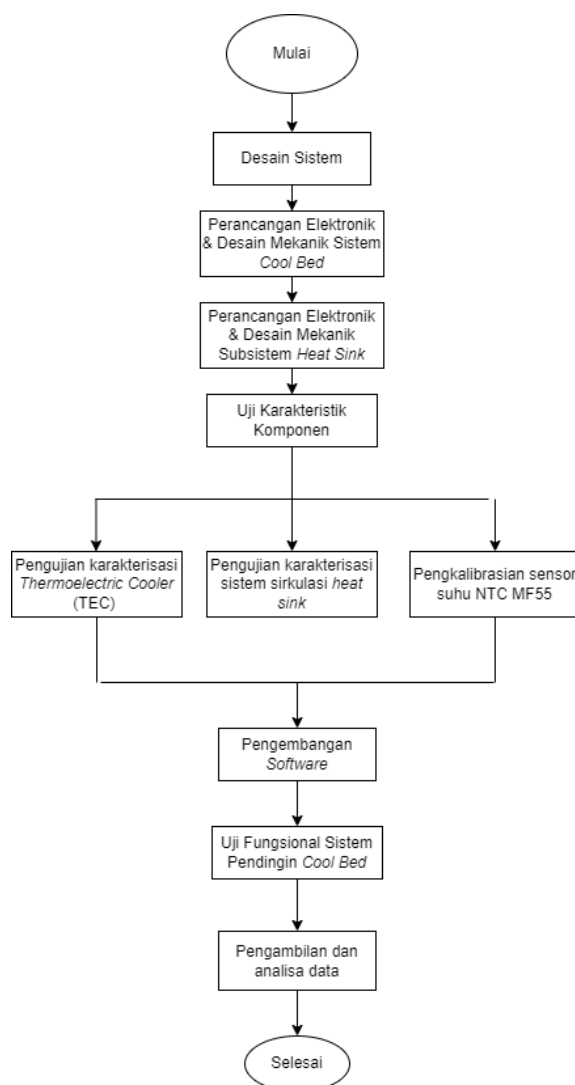 Mulai
Desain Sistem
Perancangan Elektronik
& Desain Mekanik Sistem
Cool Bed
Perancangan Elektronik
& Desain Mekanik
Subsistem Heat Sink
Uji Karakteristik
Komponen
Pengujian karakterisasi
Thermoelectric Cooler
(TEC)
Pengujian karakterisasi
sistem sirkulasi heat
sink
Pengkalibrasian sensor
suhu NTC MF55
Pengembangan
Software
Uji Fungsional Sistem
Pendingin Cool Bed
Pengambilan dan
analisa data
Selesai